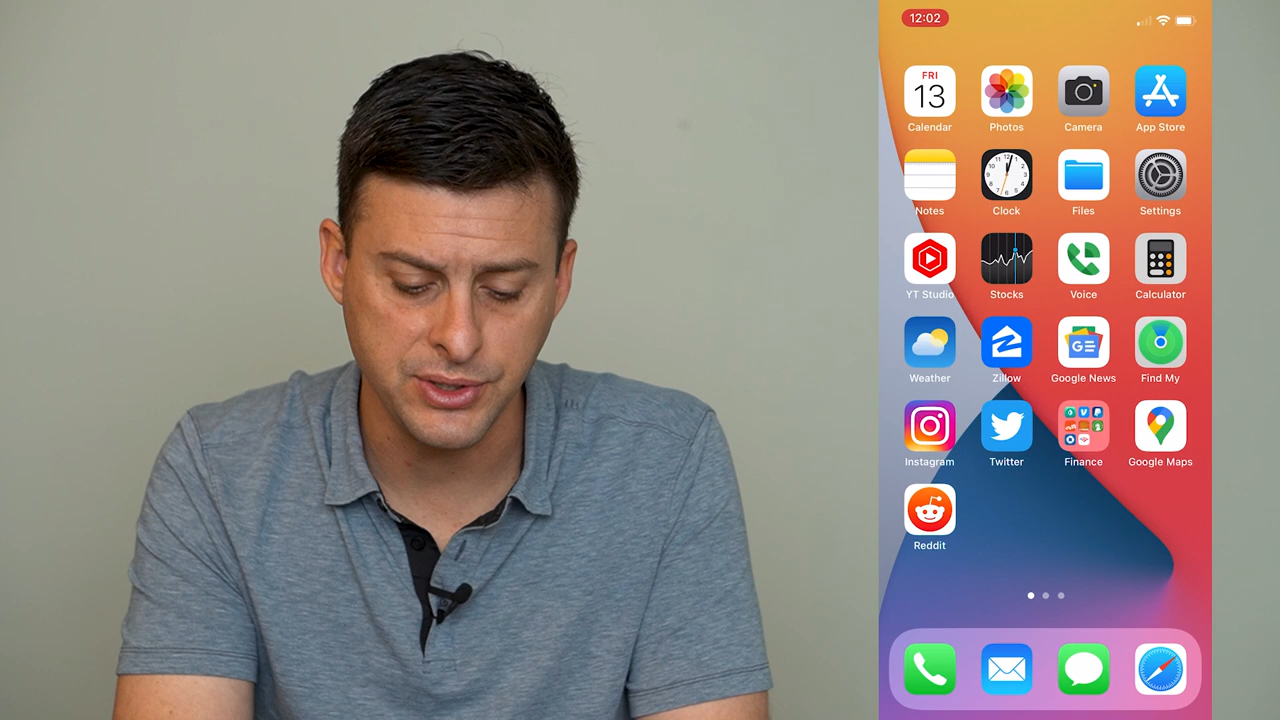 12:02
FRI
13
Calendar
Photos
Camera
App Store
Notes
Clock
Files
Settings
YT Studio
Stocks
Voice
Calculator
Weather
Zillow
GE
Google News
Find My
Instagram
Twitter
Finance
Google Maps
Reddit